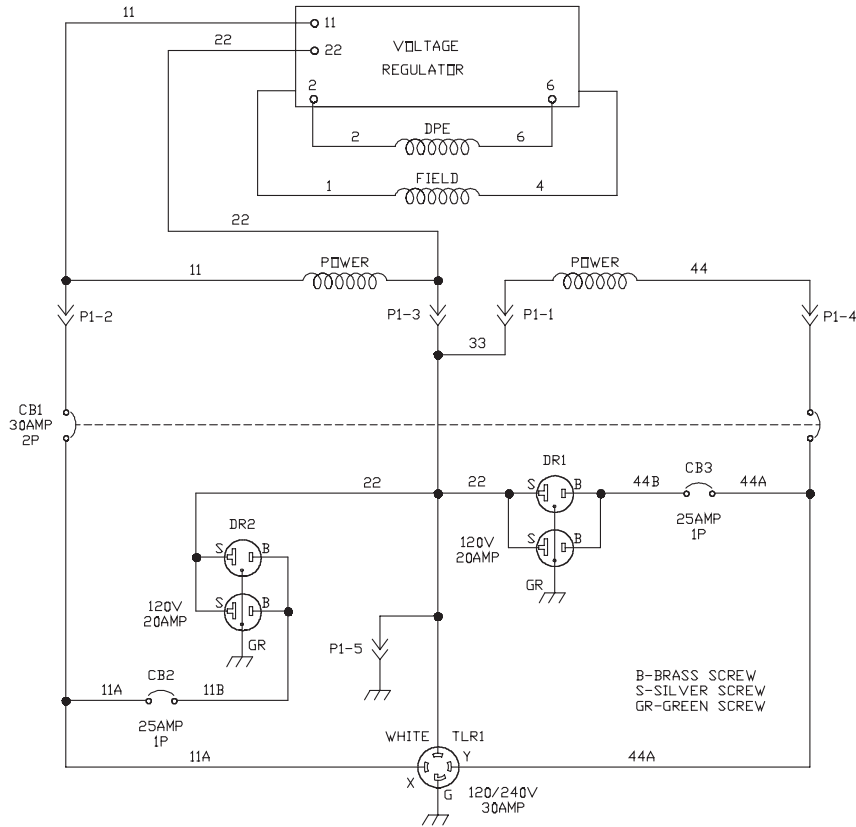 11
11
22
22
VOLTAGE
REGULATOR
2
6
2
DPE
6
FIELD
1
4
22
11
POWER
POWER
44
P1-2
P1-3
P1-1
P1-4
33
CB1
30AMP
2P
DR1
22
22
S
B
44B
CB3
44A
25AMP
1P
DR2
S
B
120V
20AMP
S
B
GR
S
B
120V
20AMP
GR
P1-5
11A
CB2
11B
25AMP
1P
B-BRASS SCREW
S-SILVER SCREW
GR-GREEN SCREW
WHITE
TLR1
11A
Y
44A
X
G
120/240V
30AMP